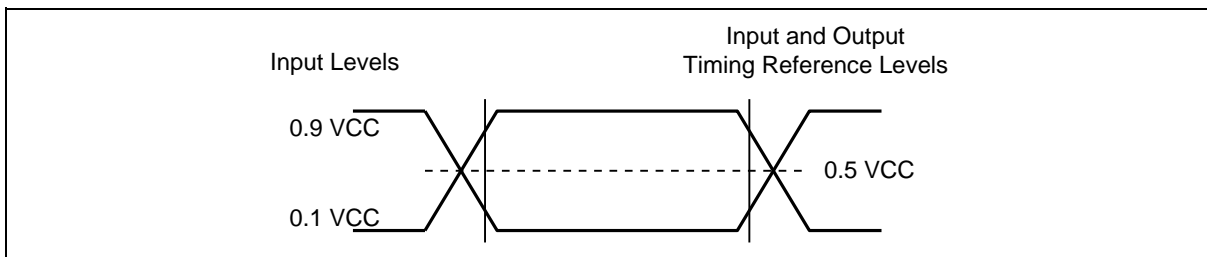 Input Levels
Input and Output
Timing Reference Levels
0.9 VCC
0.5 VCC
0.1 VCC